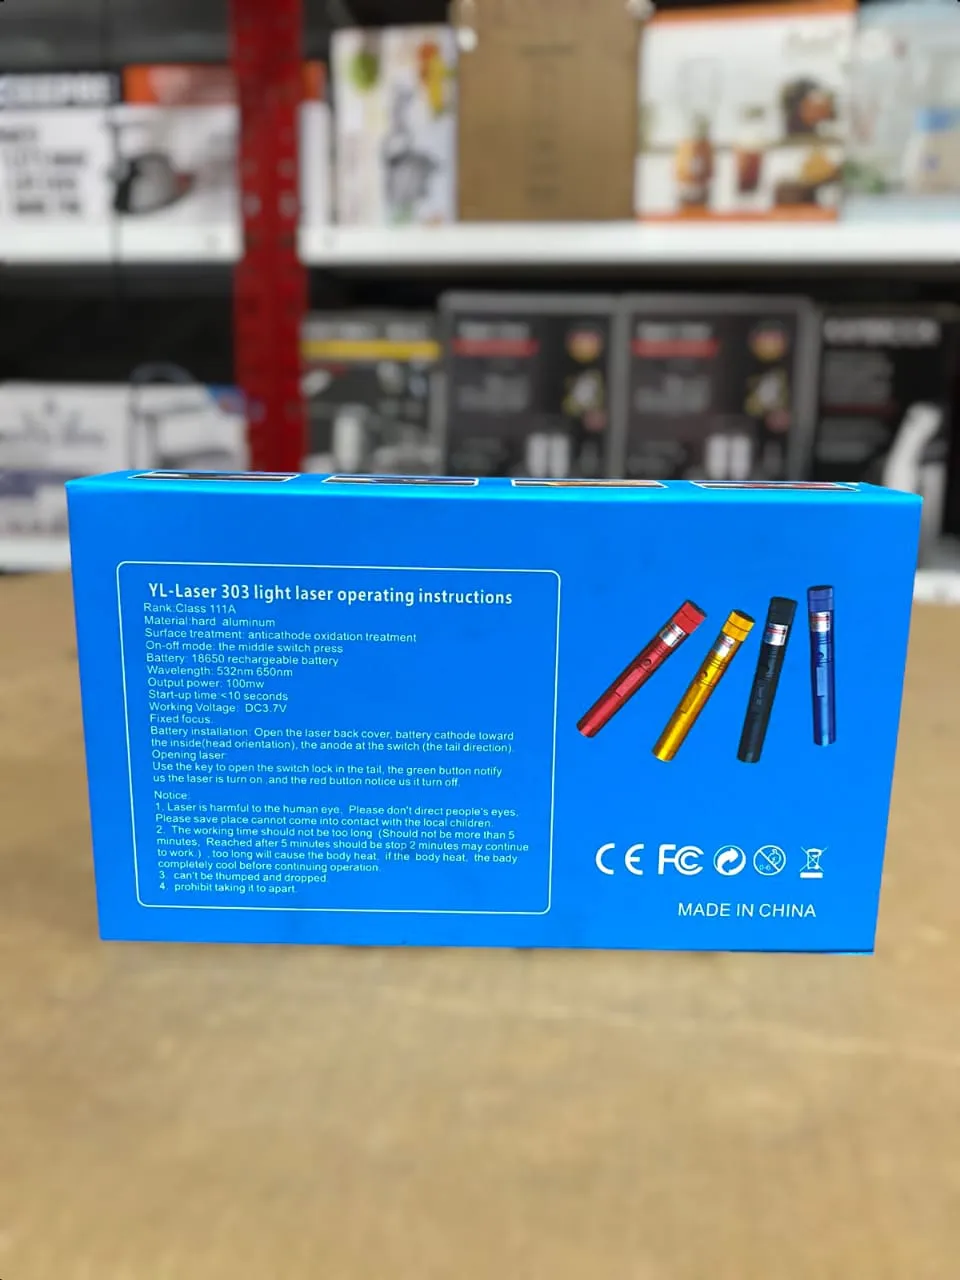 YL-Laser 303 light laser operating instructions
Rank:Class 111A
Material:hard aluminum
Surface treatment: anticathode oxidation treatment
On-off mode: the middle switch press
Battery: 18650 rechargeable battery
Wavelength: 532nm 650nm
Output power: 100mw
Start-up time:<10 seconds
Working Voltage: DC3.7V
Fixed focus.
Battery installation: Open the laser back cover, battery cathode toward
the inside(head orientation), the anode at the switch (the tail direction).
Opening laser:
Use the key to open the switch lock in the tail, the green button notify
us the laser is turn on ,and the red button notice us it turn off.
Notice:
1. Laser is harmful to the human eye, Please don't direct people's eyes,
Please save place cannot come into contact with the local children.
2. The working time should not be too long (Should not be more than 5
minutes, Reached after 5 minutes should be stop 2 minutes may continue
to work.) , too long will cause the body heat, if the body heat, the bady
completely cool before continuing operation.
3. can't be thumped and dropped.
4. prohibit taking it to apart.
CE FC
0-6
MADE IN CHINA